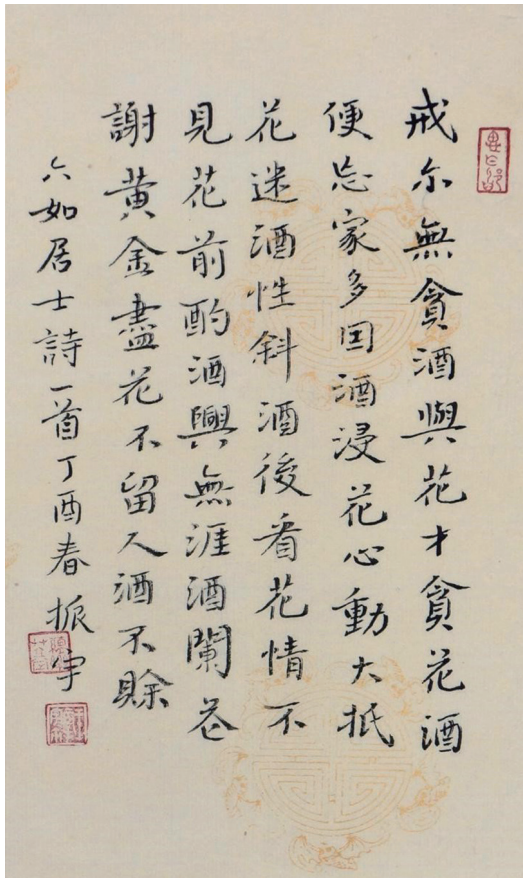 戒尓無貪酒與花才貪花酒
便忘家多因酒浸花心動大抵
花迷酒性斜酒後看花情不
見花前酌酒興無涯酒闌花
謝黄金盡花不留人酒不賒
六如居士詩一首丁酉春振宇